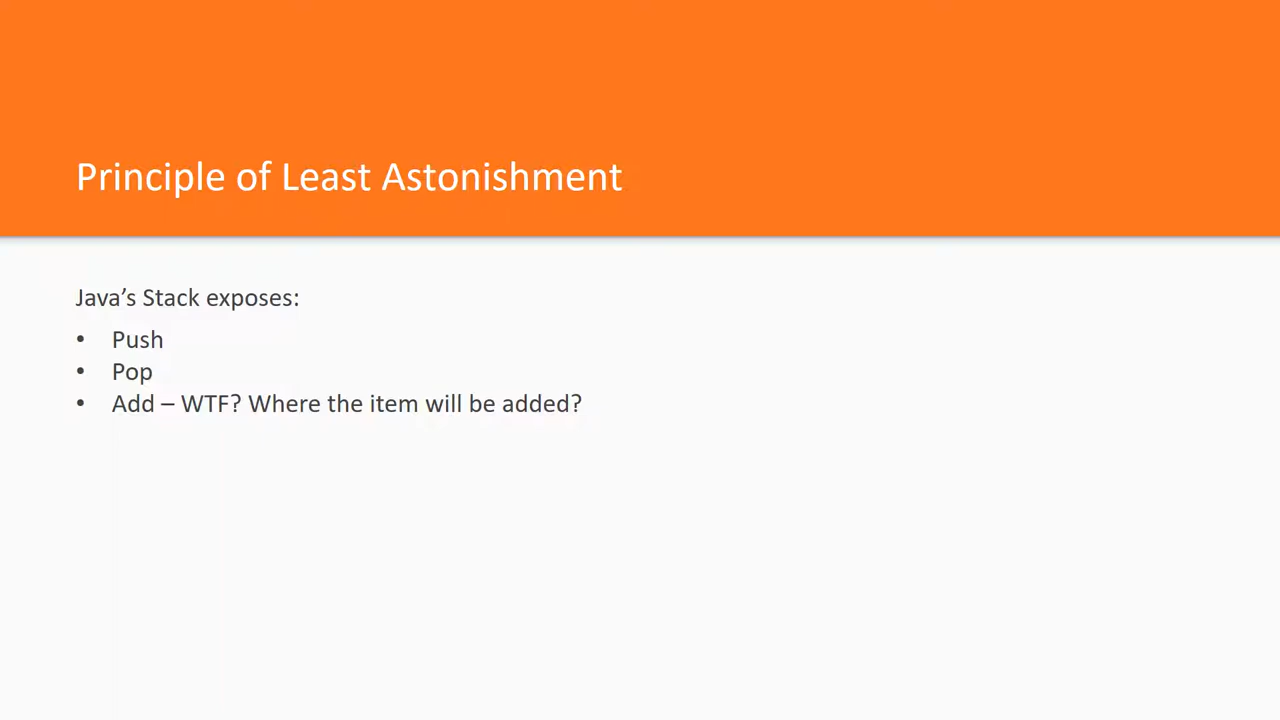 Principle of Least Astonishment
Java’s Stack exposes:
• Push
• Pop
• Add – WTF? Where the item will be added?